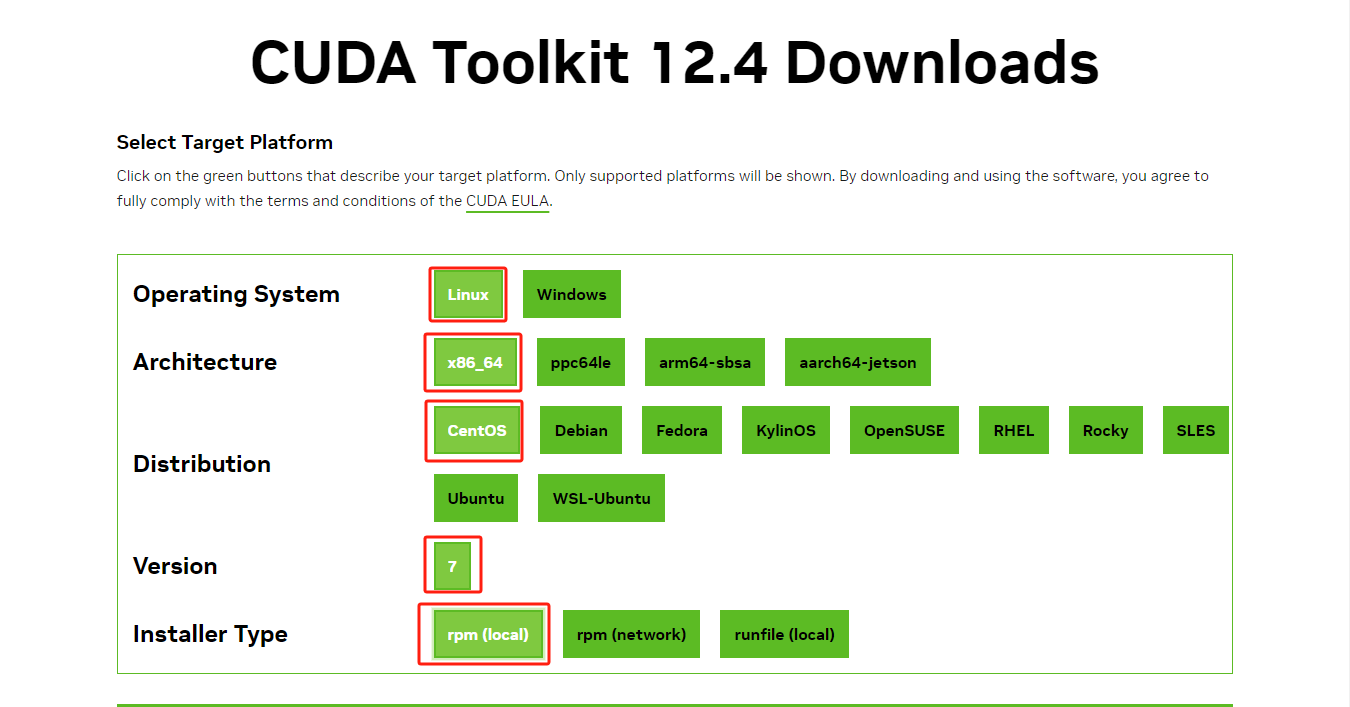 CUDA Toolkit 12.4 Downloads
Select Target Platform
Click on the green buttons that describe your target platform. Only supported platforms will be shown. By downloading and using the software, you agree to
fully comply with the terms and conditions of the CUDA EULA.
Operating System Linux Windows
Architecture x86_64 ppc64le arm64-sbsa aarch64-jetson
Distribution CentOS Debian Fedora KylinOS OpenSUSE RHEL Rocky SLES
Ubuntu WSL-Ubuntu
Version 7
Installer Type rpm (local) rpm (network) runfile (local)